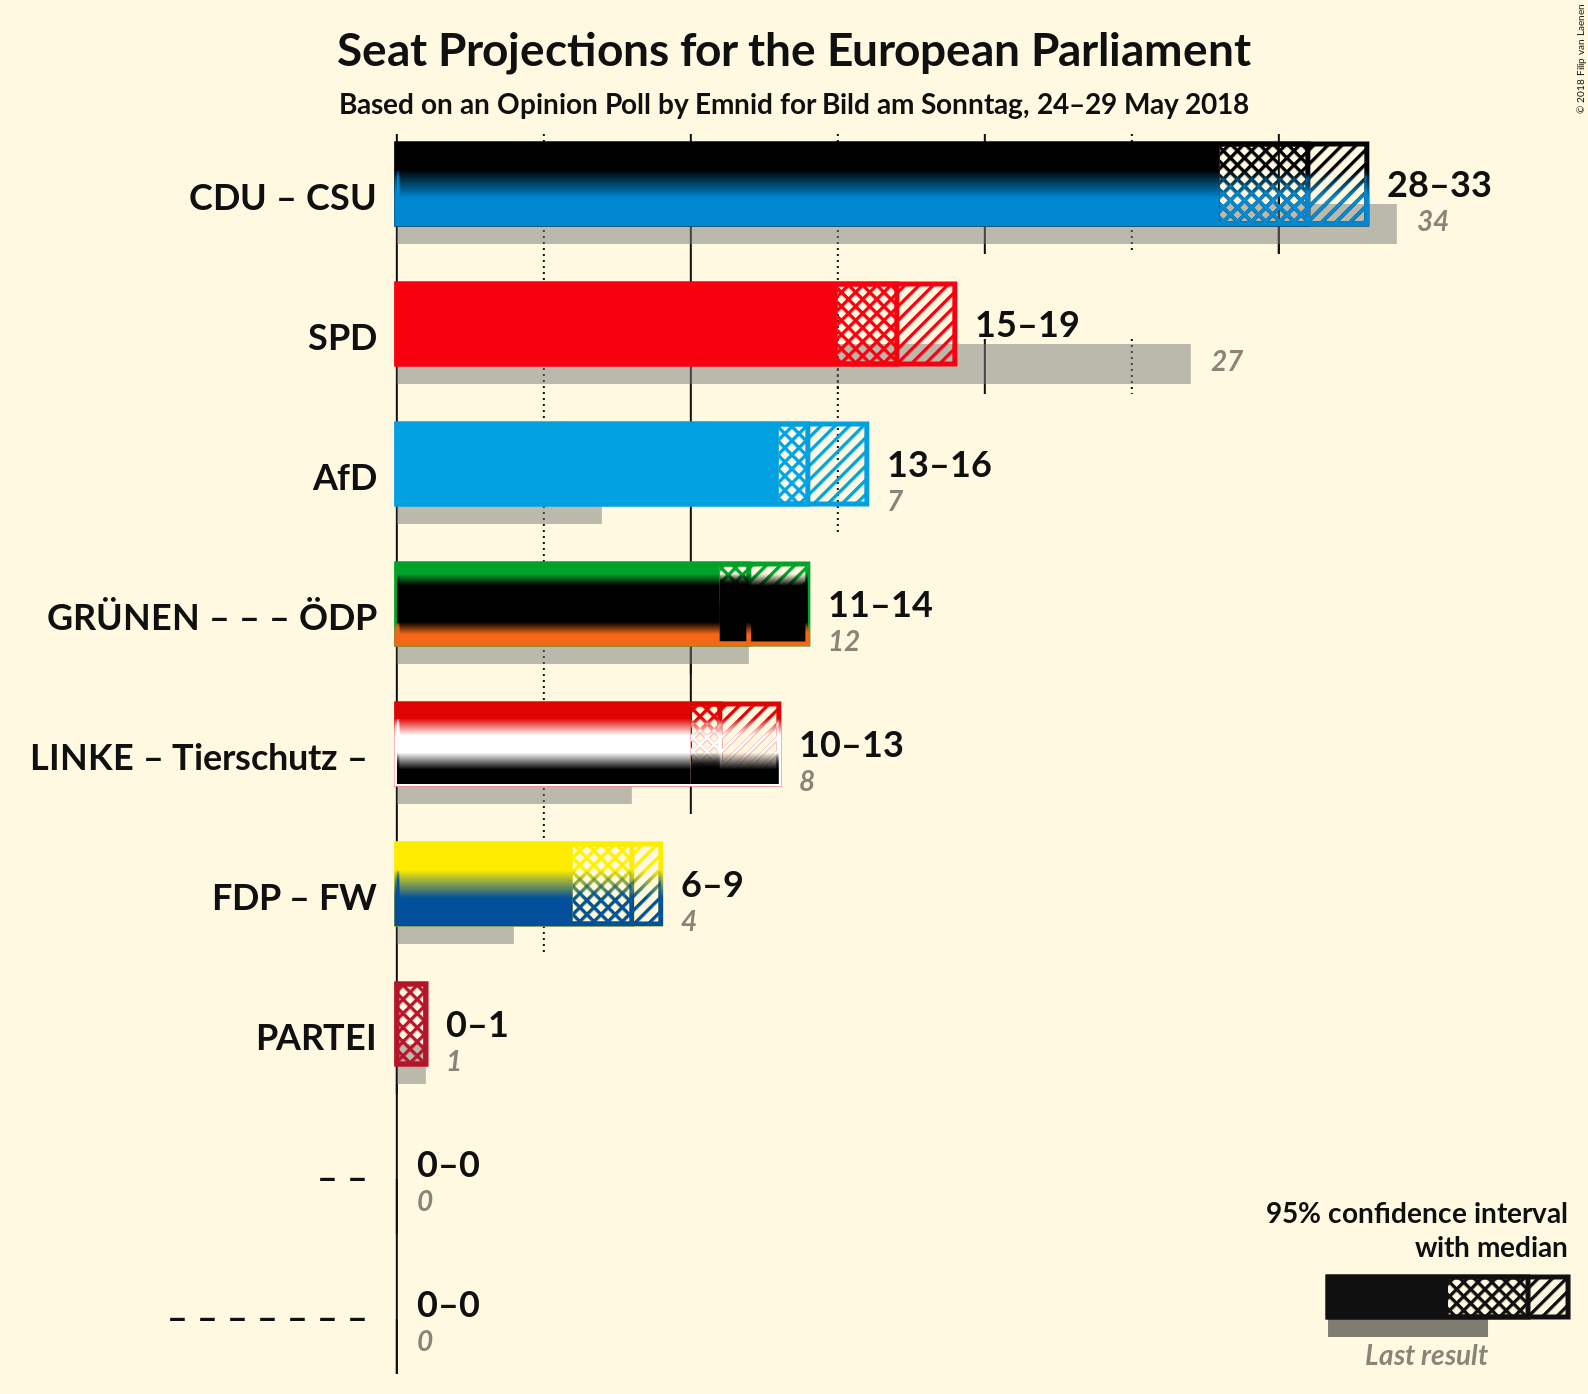 Seat Projections for the European Parliament
Based on an Opinion Poll by Emnid for Bild am Sonntag, 24–29 May 2018
© 2018 Filip van Laenen
CDU – CSU
28–33
34
SPD
15–19
27
AfD
13–16
7
GRÜNEN – – – ÖDP
11–14
12
LINKE – Tierschutz –
10–13
8
FDP – FW
6–9
4
PARTEI
0–1
1
– –
0–0
0
– – – – – – –
0–0
0
95% confidence interval
with median
Last result